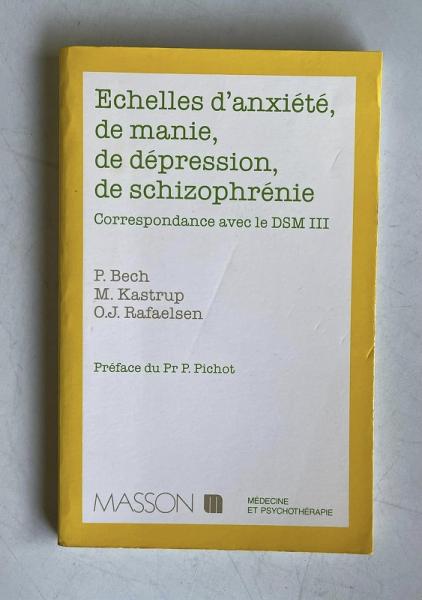 Echelles d'anxiété,
de manie,
de dépression,
de schizophrénie
Correspondance avec le DSM III
P. Bech
M. Kastrup
O.J. Rafaelsen
Préface du Pr P. Pichot
MASSON m
MÉDECINE
ET PSYCHOTHÉRAPIE